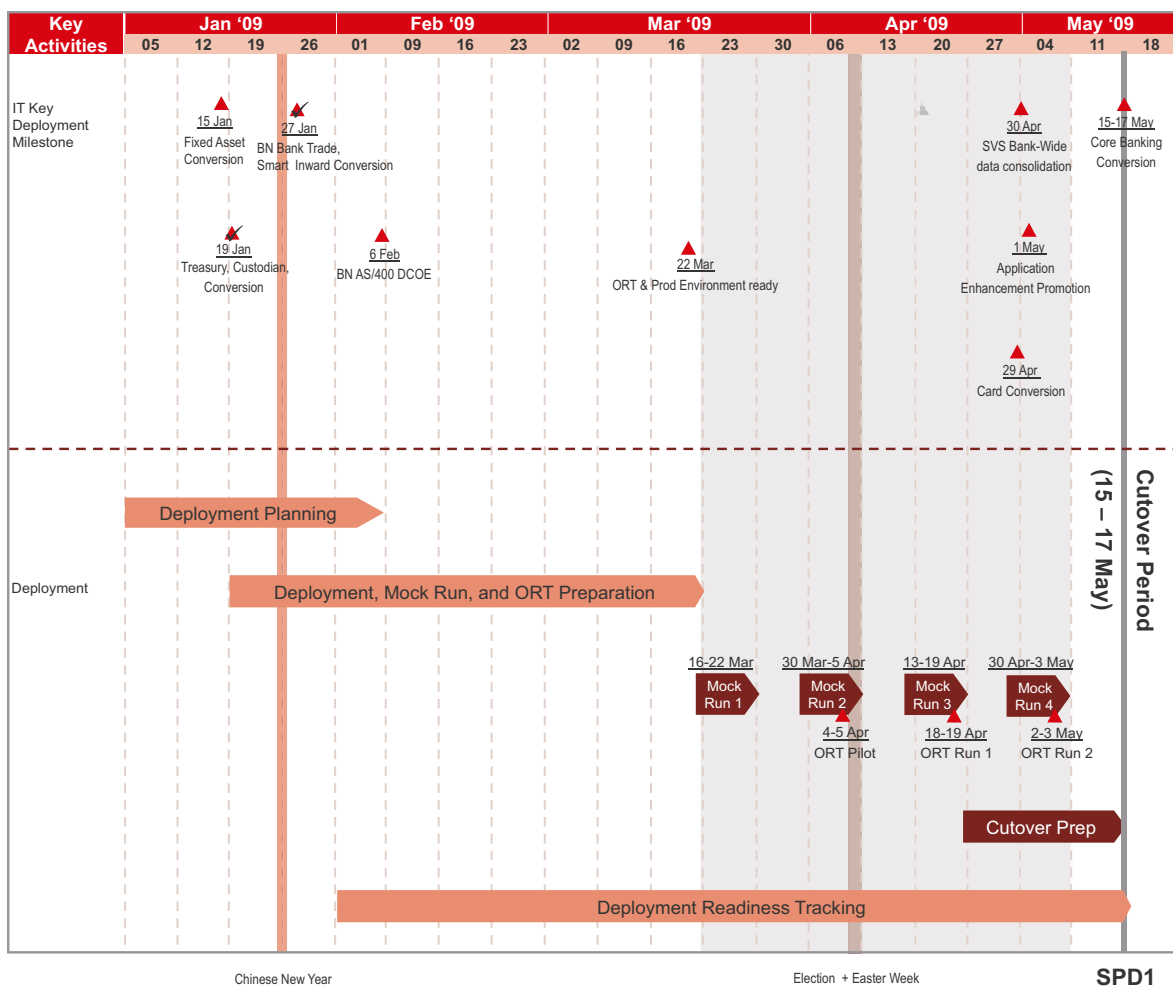 Key
Activities
Jan ‘09
Feb ‘09
Mar ‘09
Apr ‘09
May ‘09
05 12 19 26 01 09 16 23 02 09 16 23 30 06 13 20 27 04 11 18
IT Key
Deployment
Milestone
15 Jan
Fixed Asset
Conversion
27 Jan
BN Bank Trade,
Smart Inward Conversion
30 Apr
SVS Bank-Wide
data consolidation
15-17 May
Core Banking
Conversion
19 Jan
Treasury, Custodian,
Conversion
6 Feb
BN AS/400 DCOE
22 Mar
ORT & Prod Environment ready
1 May
Application
Enhancement Promotion
29 Apr
Card Conversion
Deployment Planning
Cutover Period
(15 – 17 May)
Deployment
Deployment, Mock Run, and ORT Preparation
16-22 Mar
Mock
Run 1
30 Mar-5 Apr
Mock
Run 2
4-5 Apr
ORT Pilot
13-19 Apr
Mock
Run 3
18-19 Apr
ORT Run 1
30 Apr-3 May
Mock
Run 4
2-3 May
ORT Run 2
Cutover Prep
Deployment Readiness Tracking
Chinese New Year
Election + Easter Week
SPD1